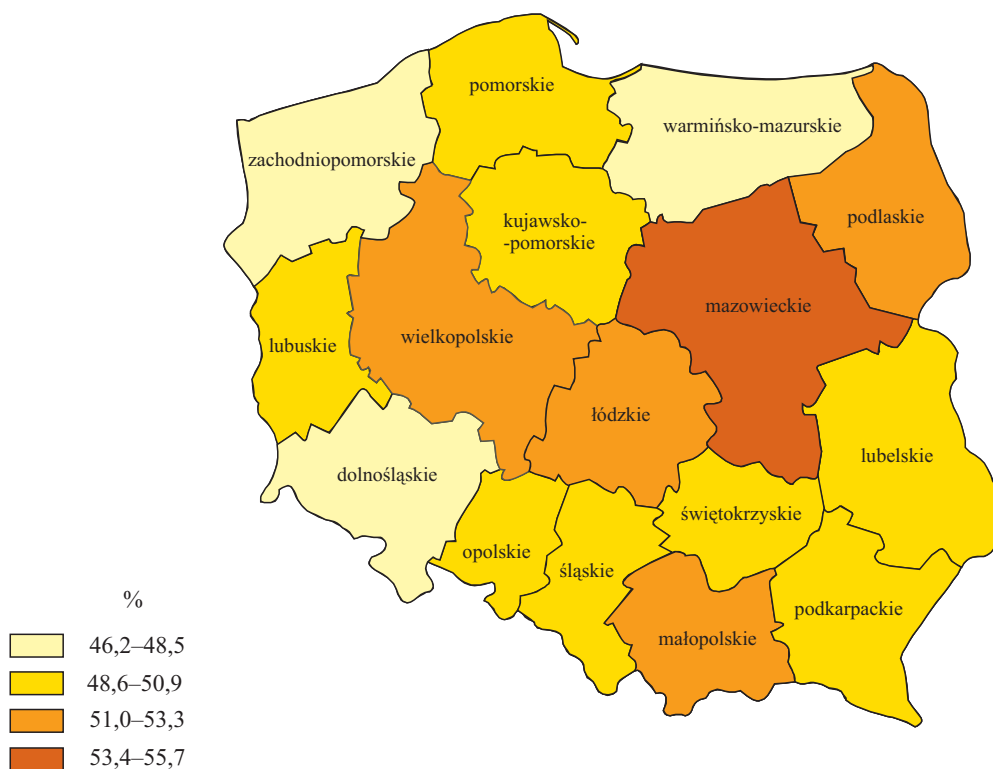 pomorskie
warmińsko-mazurskie
zachodniopomorskie
kujawsko-
-pomorskie
podlaskie
mazowieckie
wielkopolskie
lubuskie
łódzkie
lubelskie
dolnośląskie
świętokrzyskie
opolskie
śląskie
podkarpackie
małopolskie
%
46,2–48,5
48,6–50,9
51,0–53,3
53,4–55,7